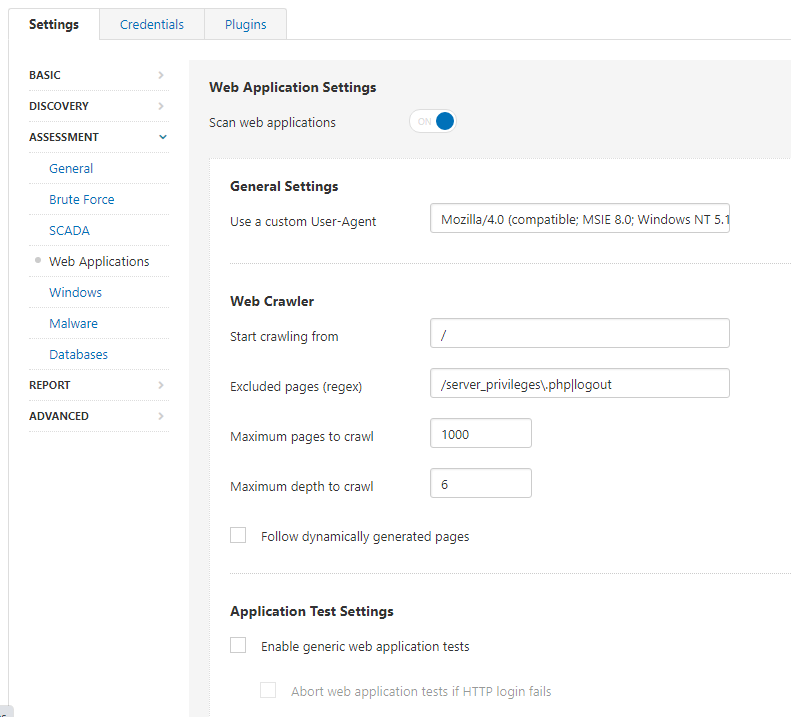 Settings Credentials Plugins
BASIC
DISCOVERY
ASSESSMENT
General
Brute Force
SCADA
Web Applications
Windows
Malware
Databases
REPORT
ADVANCED
Web Application Settings
Scan web applications ON
General Settings
Use a custom User-Agent Mozilla/4.0 (compatible; MSIE 8.0; Windows NT 5.1
Web Crawler
Start crawling from /
Excluded pages (regex) /server_privileges\.php|logout
Maximum pages to crawl 1000
Maximum depth to crawl 6
Follow dynamically generated pages
Application Test Settings
Enable generic web application tests
Abort web application tests if HTTP login fails